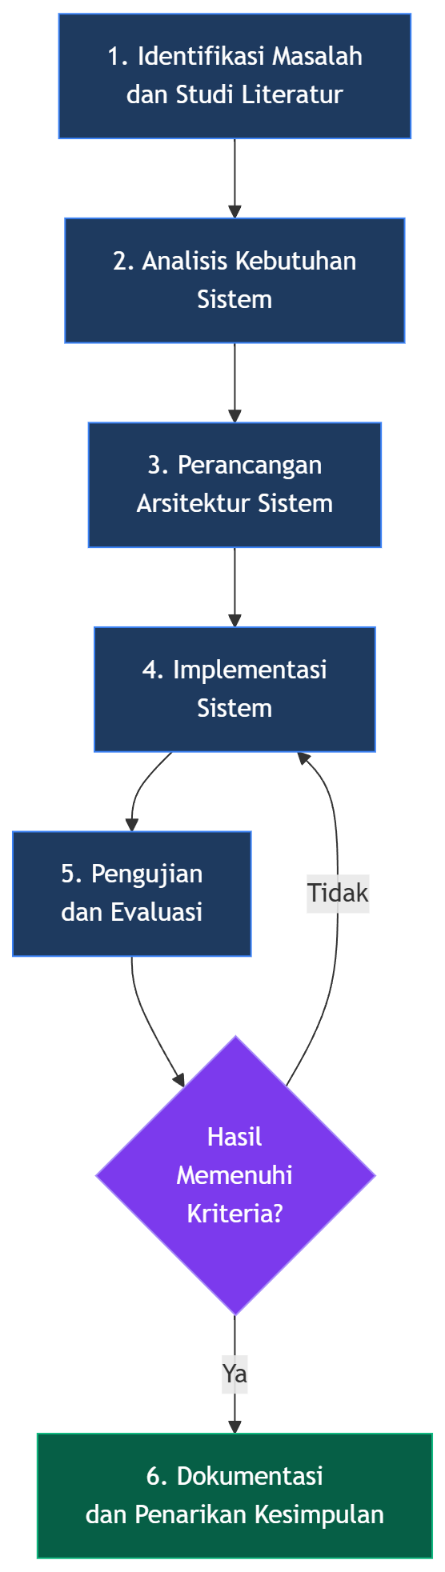 1. Identifikasi Masalah
dan Studi Literatur
2. Analisis Kebutuhan
Sistem
3. Perancangan
Arsitektur Sistem
4. Implementasi
Sistem
5. Pengujian
dan Evaluasi
Tidak
Hasil
Memenuhi
Kriteria?
Ya
6. Dokumentasi
dan Penarikan Kesimpulan